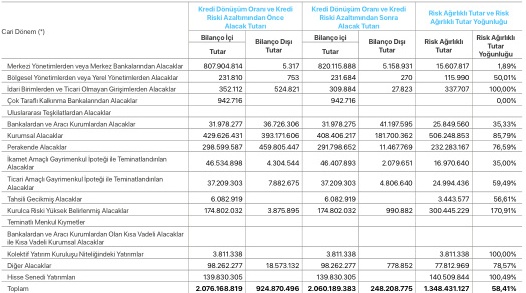 Kredi Dönüşüm Oranı ve Kredi Riski Azaltımından Önce Alacak Tutarı
Kredi Dönüşüm Oranı ve Kredi Riski Azaltımından Sonra Alacak Tutarı
Risk Ağırlıklı Tutar ve Risk Ağırlıklı Tutar Yoğunluğu
Cari Dönem (*) Bilanço İçi Tutar Bilanço Dışı Tutar Bilanço içi Tutar Bilanço Dışı Tutar Risk Ağırlıklı Tutar Risk Ağırlıklı Tutar Yoğunluğu
Merkezi Yönetimlerden veya Merkez Bankalarından Alacaklar 807.904.814 5.317 820.115.888 5.158.931 15.607.817 1,89%
Bölgesel Yönetimlerden veya Yerel Yönetimlerden Alacaklar 231.810 753 231.684 270 115.990 50,01%
İdari Birimlerden ve Ticari Olmayan Girişimlerden Alacaklar 352.112 524.821 309.884 27.823 337.707 100,00%
Çok Taraflı Kalkınma Bankalarından Alacaklar 942.716 942.716 0,00%
Uluslararası Teşkilatlardan Alacaklar
Bankalardan ve Aracı Kurumlardan Alacaklar 31.978.277 36.726.306 31.978.275 41.197.595 25.849.560 35,33%
Kurumsal Alacaklar 429.626.431 393.171.606 408.406.217 181.700.362 506.248.853 85,79%
Perakende Alacaklar 298.599.587 459.805.447 291.798.652 11.467.769 232.283.167 76,59%
İkamet Amaçlı Gayrimenkul İpoteği ile Teminatlandırılan
Alacaklar 46.534.898 4.304.544 46.407.893 2.079.651 16.970.640 35,00%
Ticari Amaçlı Gayrimenkul İpoteği ile Teminatlandırılan
Alacaklar 37.209.303 7.882.675 37.209.303 4.806.640 24.994.436 59,49%
Tahsili Gecikmiş Alacaklar 6.082.919 6.082.919 3.443.577 56,61%
Kurulca Riski Yüksek Belirlenmiş Alacaklar 174.802.032 3.875.895 174.802.037 990.882 300.445.229 170,91%
Teminatlı Menkul Kıymetler
Bankalardan ve Aracı Kurumlardan Olan Kısa Vadeli Alacaklar
ile Kısa Vadeli Kurumsal Alacaklar
Kolektif Yatırım Kuruluşu Niteliğindeki Yatırımlar 3.811.338 3.811.338 3.811.338 100,00%
Diğer Alacaklar 98.262.277 18.573.132 98.262.277 778.852 77.812.969 78,57%
Hisse Senedi Yatırımları 139.830.305 139.830.305 140.509.844 100,49%
Toplam 2.076.168.819 924.870.496 2.060.189.383 248.208.775 1.348.431.127 58,41%